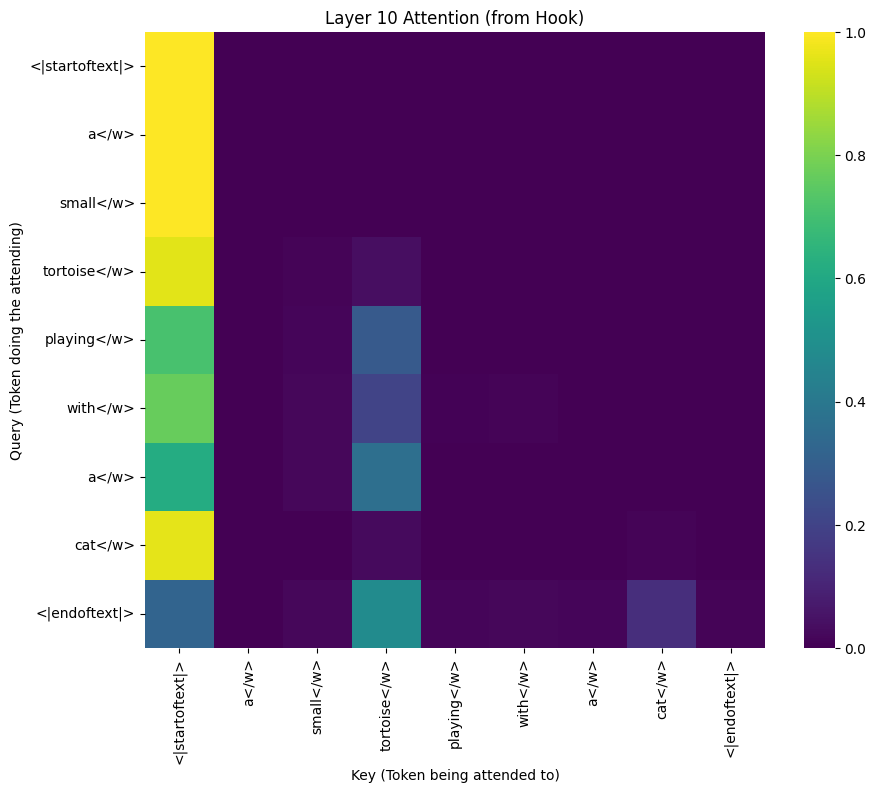 Layer 10 Attention (from Hook)
Query (Token doing the attending)
<|startoftext|>
a</w>
small</w>
tortoise</w>
playing</w>
with</w>
a</w>
cat</w>
<|endoftext|>
<|startoftext|>
a</w>
small</w>
tortoise</w>
playing</w>
with</w>
a</w>
cat</w>
<|endoftext|>
Key (Token being attended to)
1.0
0.8
0.6
0.4
0.2
0.0